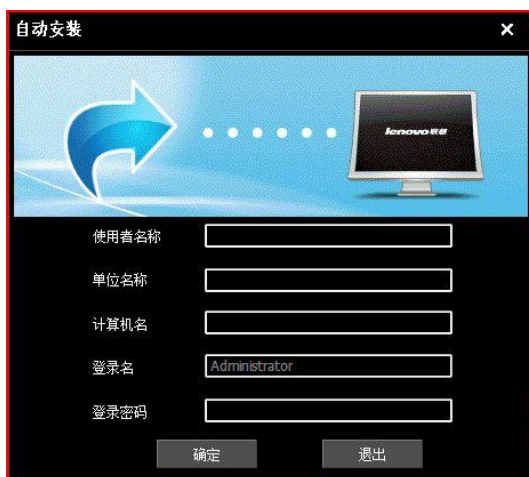 自动安装
lenovo联想
使用者名称
单位名称
计算机名
登录名 Administrator
登录密码
确定 退出